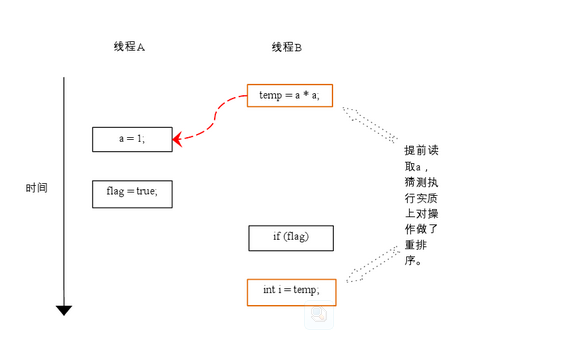 线程A
线程B
temp = a * a;
a = 1;
提前读
取a，
猜测执
行实质
上对操
作做了
重排
序。
时间
flag = true;
if (flag)
int i = temp;